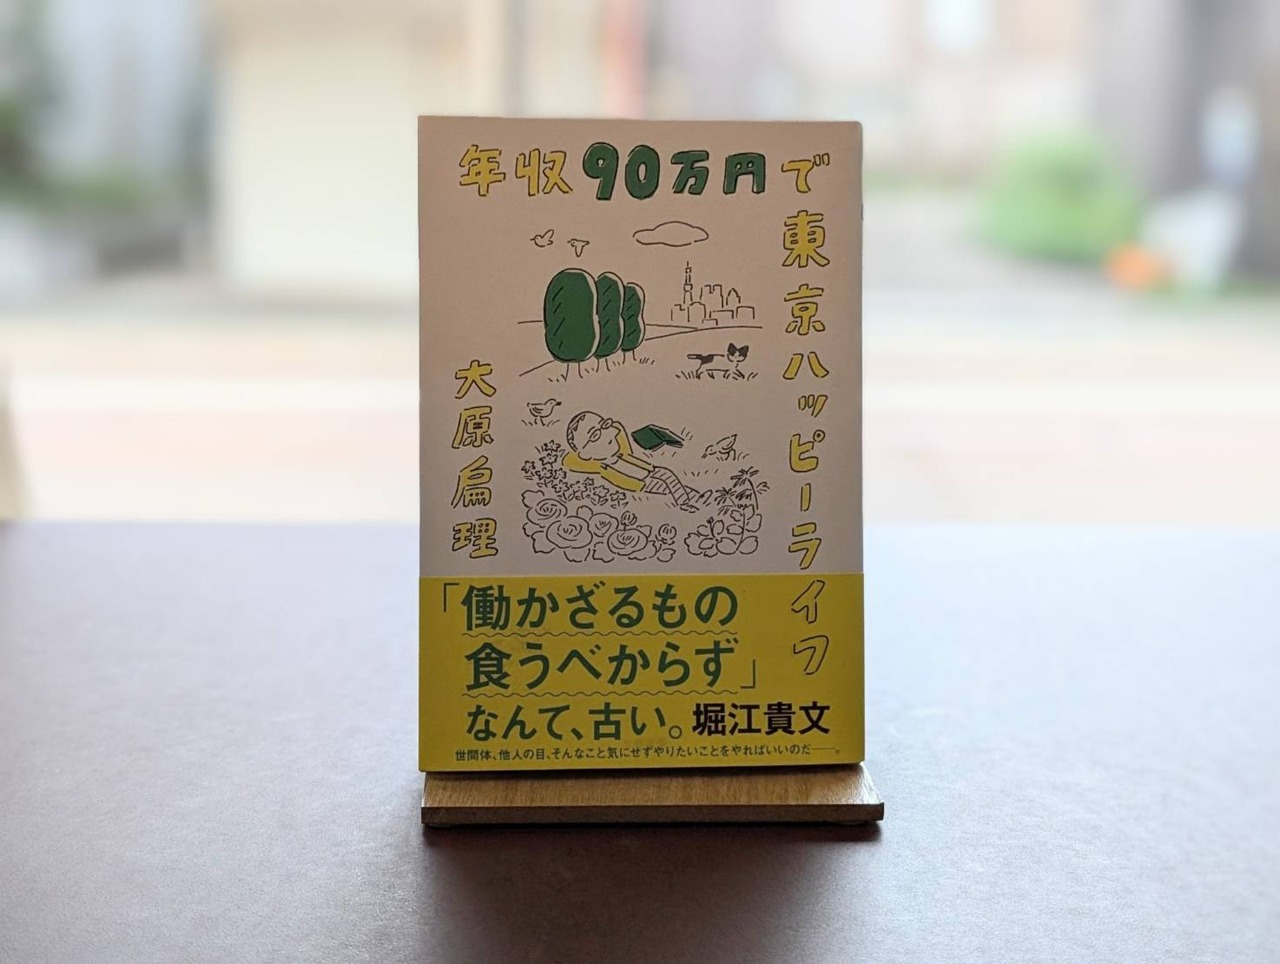 年収90万円で
東京ハッピーライフ
大原扁理
「働かざるもの
食うべからず」
なんて、古い。堀江貴文
世間体、他人の目、そんなこと気にせずやりたいことをやればいいのだ──。